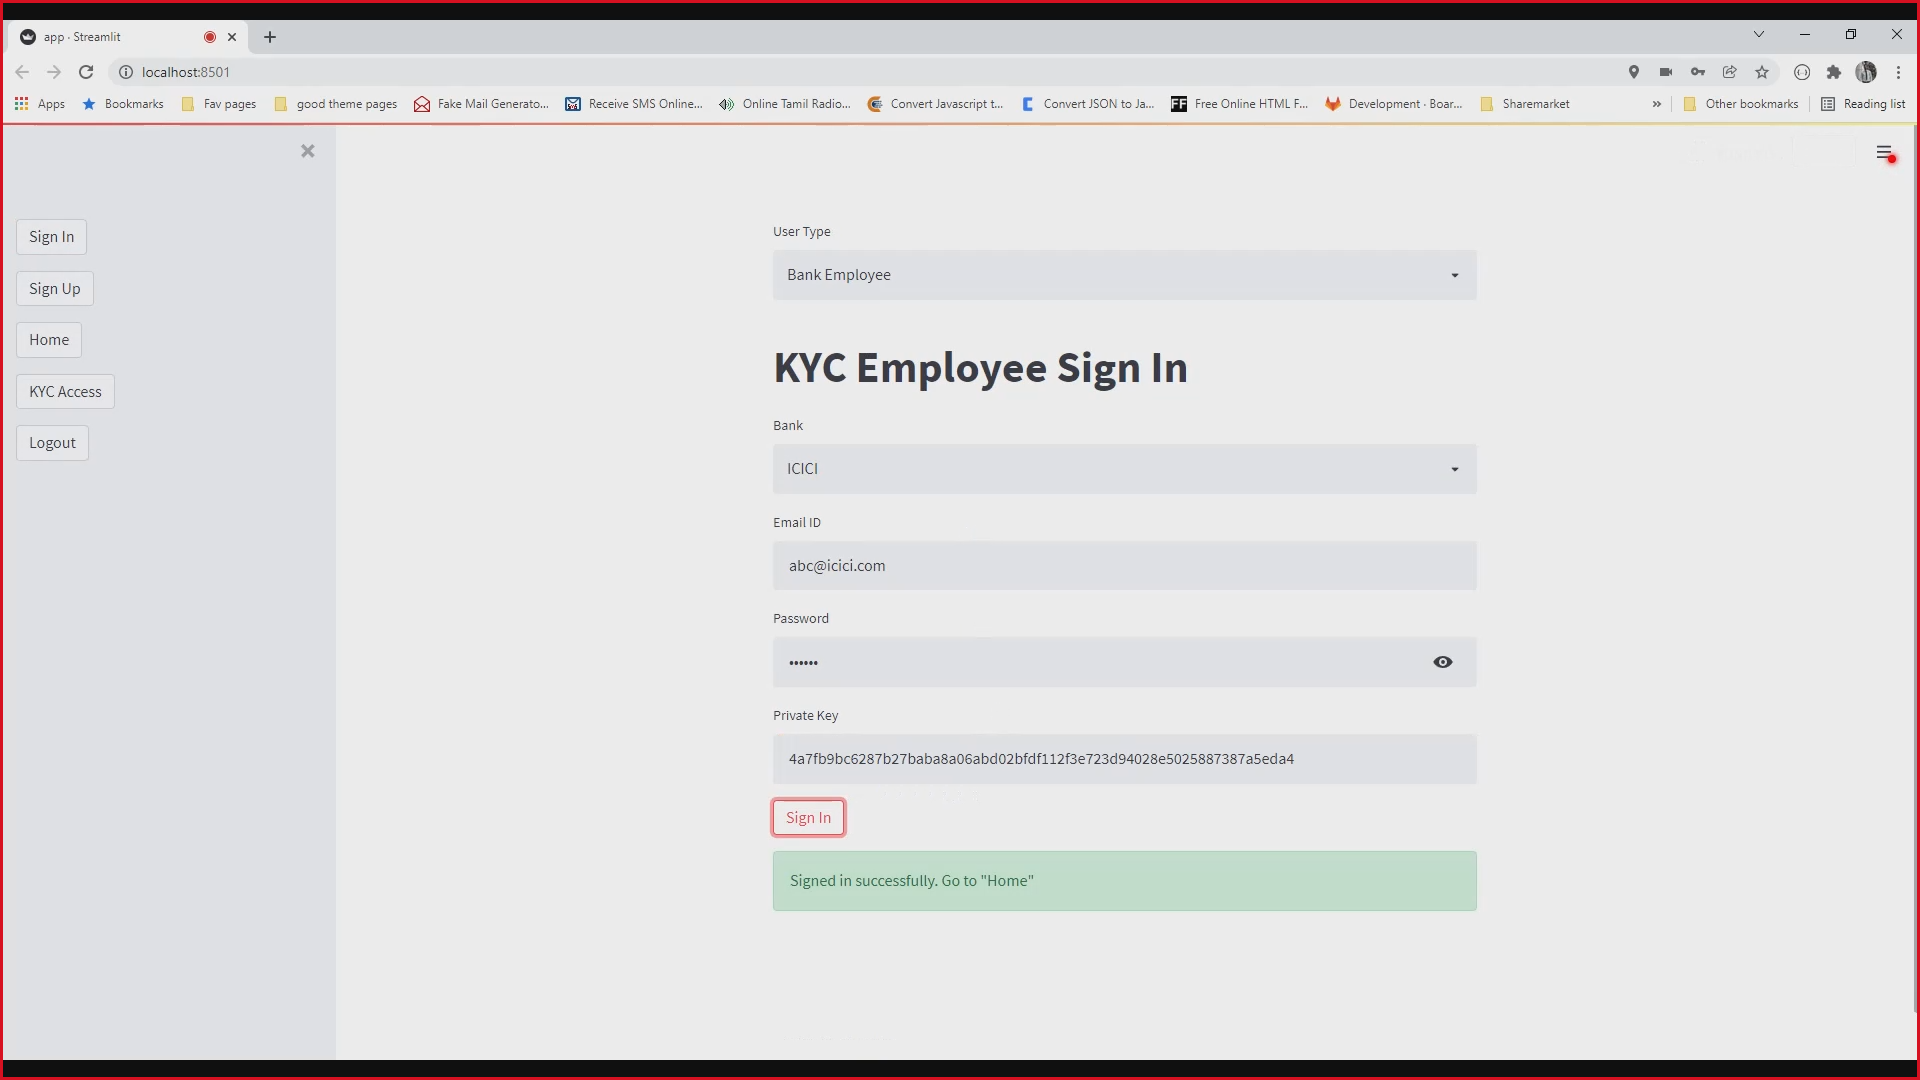 app · Streamlit
localhost:8501
Apps Bookmarks Fav pages good theme pages Fake Mail Generato... Receive SMS Online... Online Tamil Radio... Convert Javascript t... Convert JSON to Ja... FF Free Online HTML F... Development · Boar... Sharemarket » Other bookmarks Reading list
Sign In
Sign Up
Home
KYC Access
Logout
User Type
Bank Employee
KYC Employee Sign In
Bank
ICICI
Email ID
abc@icici.com
Password
••••••
Private Key
4a7fb9bc6287b27baba8a06abd02bfdf112f3e723d94028e5025887387a5eda4
Sign In
Signed in successfully. Go to "Home"